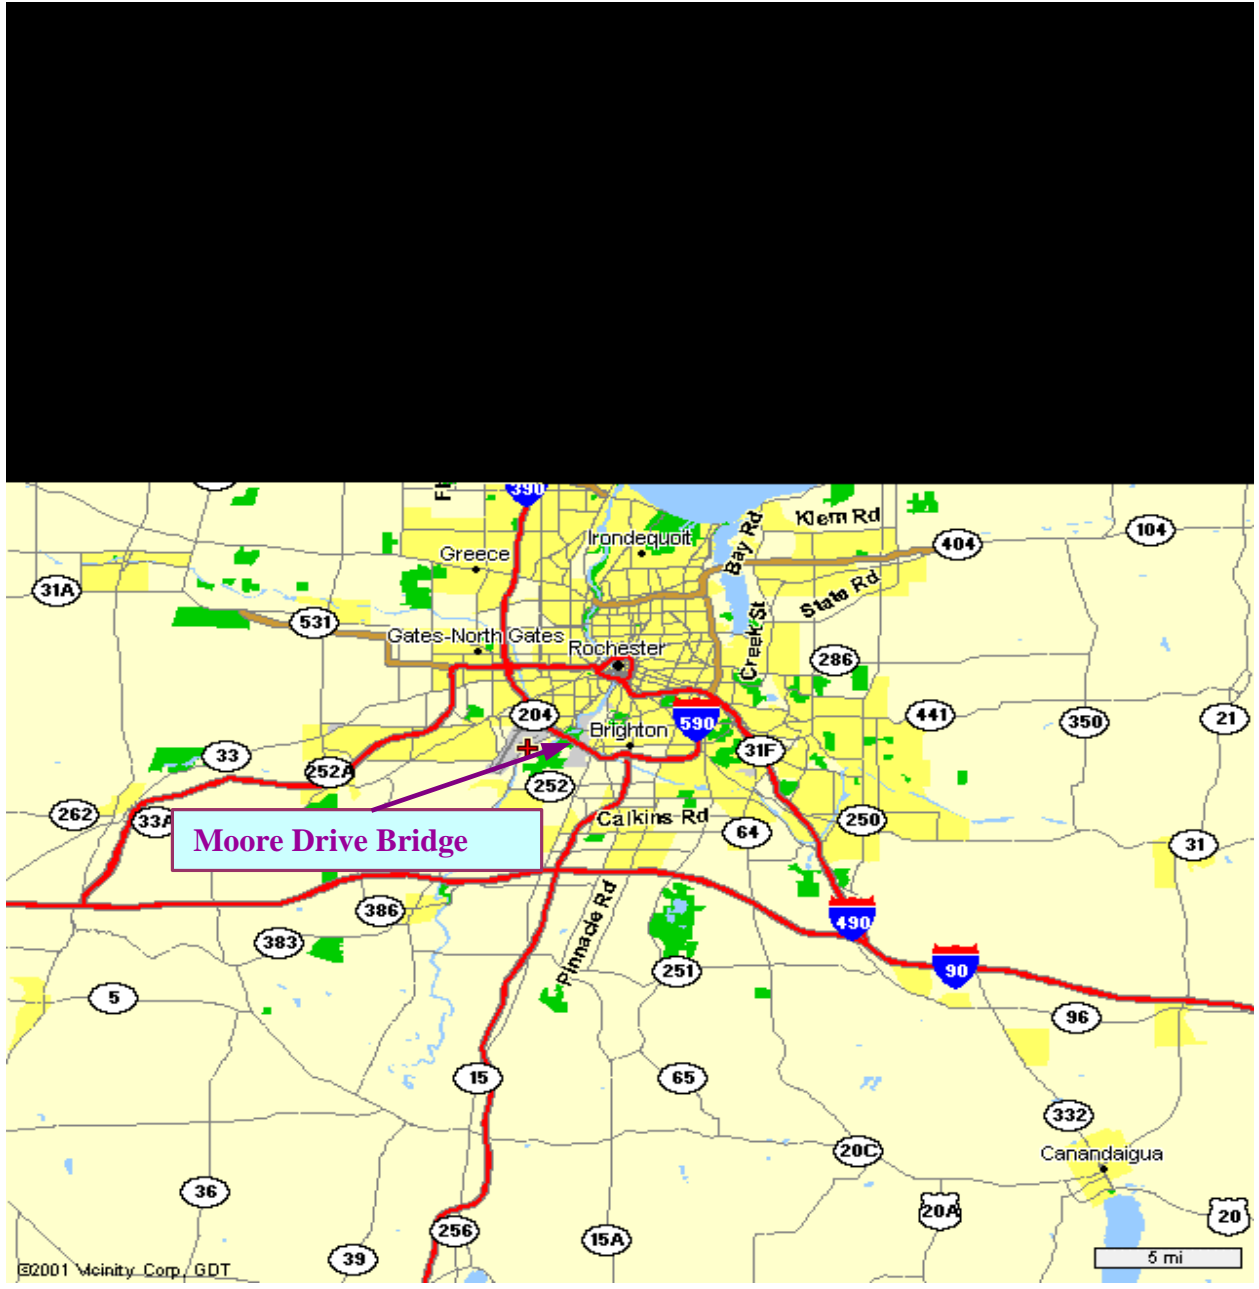 390
Klem Rd
104
Irondequoit
Bay Rd
404
Greece
31A
State Rd
531
Gates-North Gates
Creek St
Rochester
286
204
590
441
350
21
Brighton
31F
33
252A
252
262
33A
Calkins Rd
64
250
Moore Drive Bridge
31
386
490
383
Pinnacle Rd
251
90
5
96
15
65
332
20C
Canandaigua
36
20A
20
256
15A
39
5 mi
©2001 Vicinity Corp, GDT